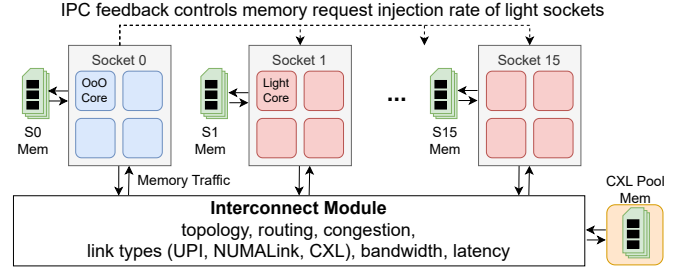 IPC feedback controls memory request injection rate of light sockets
Socket 0
Socket 1
Socket 15
OoO
Core
Light
Core
...
S0
Mem
S1
Mem
S15
Mem
Memory Traffic
CXL Pool
Mem
Interconnect Module
topology, routing, congestion,
link types (UPI, NUMALink, CXL), bandwidth, latency